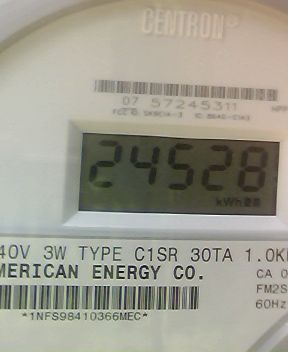 CENTRON®
07 57245311
24528
kWh
40V 3W TYPE C1SR 30TA 1.0K
MERICAN ENERGY CO.
CA 0
FM2S
60Hz
*1NFS98410366MEC*